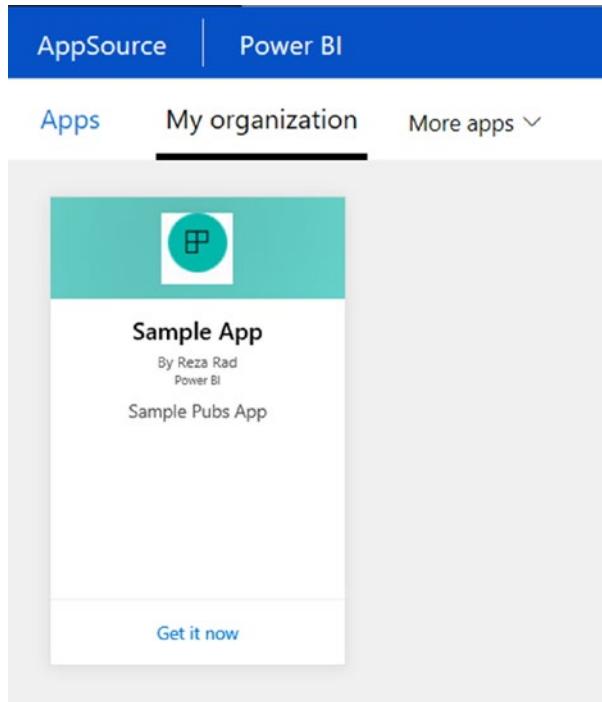 AppSource Power BI
Apps My organization More apps
Sample App
By Reza Rad
Power BI
Sample Pubs App
Get it now